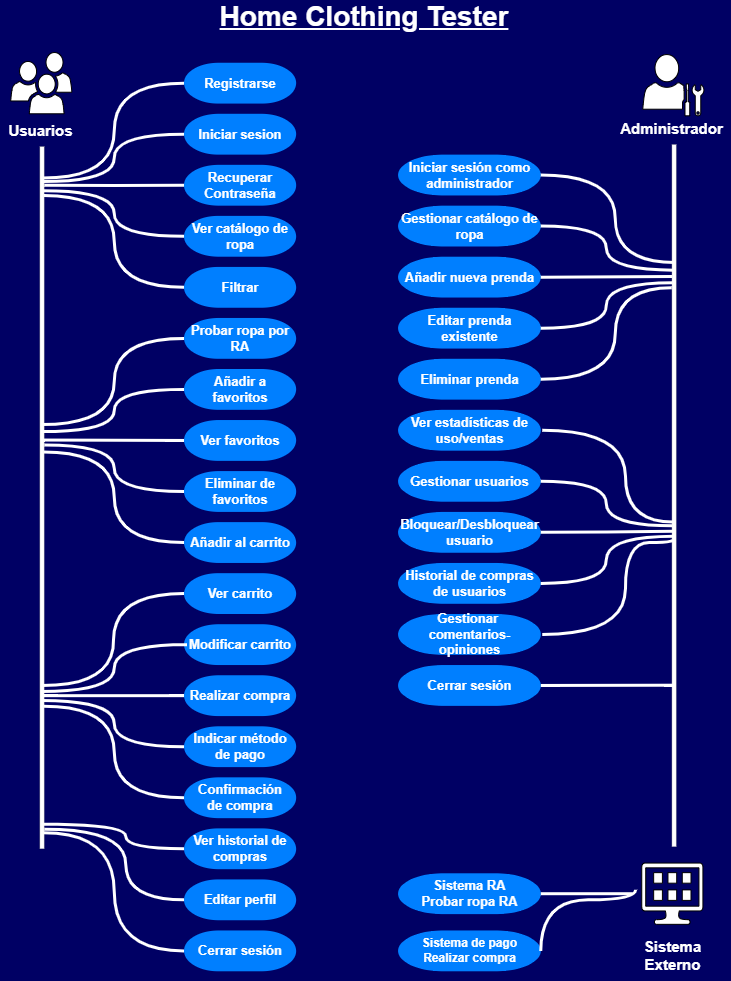 Home Clothing Tester
Usuarios
Registrarse
Iniciar sesion
Recuperar
Contraseña
Ver catálogo de
ropa
Filtrar
Probar ropa por
RA
Añadir a
favoritos
Ver favoritos
Eliminar de
favoritos
Añadir al carrito
Ver carrito
Modificar carrito
Realizar compra
Indicar método
de pago
Confirmación
de compra
Ver historial de
compras
Editar perfil
Cerrar sesión
Administrador
Iniciar sesión como
administrador
Gestionar catálogo de
ropa
Añadir nueva prenda
Editar prenda
existente
Eliminar prenda
Ver estadísticas de
uso/ventas
Gestionar usuarios
Bloquear/Desbloquear
usuario
Historial de compras
de usuarios
Gestionar
comentarios-
opiniones
Cerrar sesión
Sistema RA
Probar ropa RA
Sistema de pago
Realizar compra
Sistema
Externo